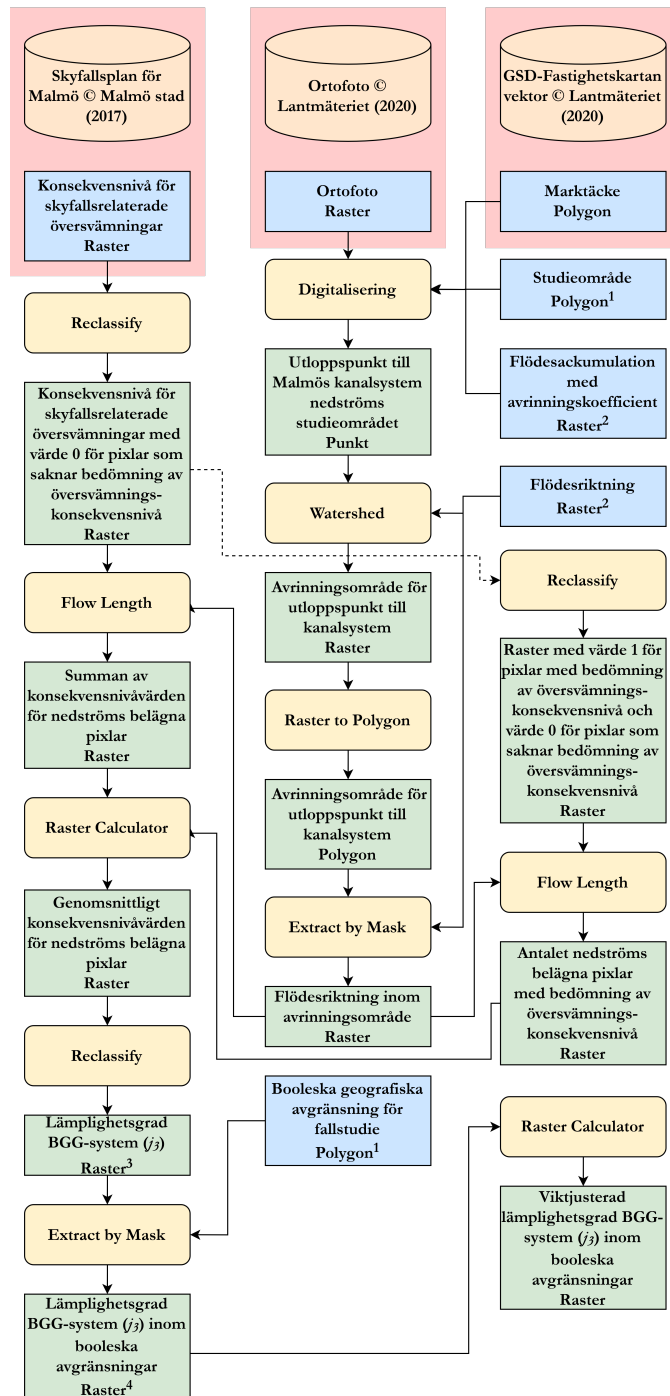 Skyfallsplan för
Malmö © Malmö stad
(2017)
Konsekvensnivå för
skyfallsrelaterade
översvämningar
Raster
Reclassify
Konsekvensnivå för
skyfallsrelaterade
översvämningar med
värde 0 för pixlar som
saknar bedömning av
översvämnings-
konsekvensnivå
Raster
Flow Length
Summan av
konsekvensnivåvärden
för nedströms belägna
pixlar
Raster
Raster Calculator
Genomsnittligt
konsekvensnivåvärden
för nedströms belägna
pixlar
Raster
Reclassify
Lämplighetsgrad
BGG-system (j₃)
Raster³
Extract by Mask
Lämplighetsgrad
BGG-system (j₃) inom
booleska
avgränsningar
Raster⁴
Ortofoto ©
Lantmäteriet (2020)
Ortofoto
Raster
Digitalisering
Utloppspunkt till
Malmös kanalsystem
nedströms
studieområdet
Punkt
Watershed
Avrinningsområde för
utloppspunkt till
kanalsystem
Raster
Raster to Polygon
Avrinningsområde för
utloppspunkt till
kanalsystem
Polygon
Extract by Mask
Flödesriktning inom
avrinningsområde
Raster
Booleska geografiska
avgränsning för
fallstudie
Polygon¹
GSD-Fastighetskartan
vektor © Lantmäteriet
(2020)
Marktäcke
Polygon
Studieområde
Polygon¹
Flödesackumulation
med
avrinningskoefficient
Raster²
Flödesriktning
Raster²
Reclassify
Raster med värde 1 för
pixlar med bedömning
av översvämnings-
konsekvensnivå och
värde 0 för pixlar som
saknar bedömning av
översvämnings-
konsekvensnivå
Raster
Flow Length
Antalet nedströms
belägna pixlar
med bedömning av
översvämnings-
konsekvensnivå
Raster
Raster Calculator
Viktjusterad
lämplighetsgrad BGG-
system (j₃) inom
booleska
avgränsningar
Raster